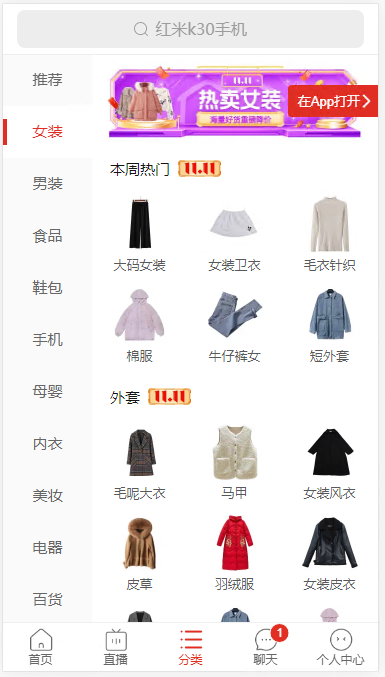 红米k30手机
推荐
女装
男装
食品
鞋包
手机
母婴
内衣
美妆
电器
百货
11.11
热卖女装
海量好货重磅降价
在App打开
本周热门 11.11
大码女装 女装卫衣 毛衣针织
棉服 牛仔裤女 短外套
外套 11.11
毛呢大衣 马甲 女装风衣
皮草 羽绒服 女装皮衣
首页 直播 分类 聊天 1 个人中心